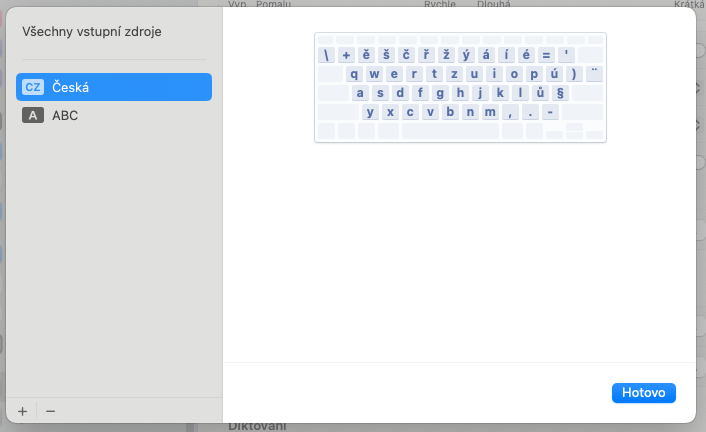 Vyp. Pomalu Rychle Dlouhá Krátká
Všechny vstupní zdroje
CZ Česká
A ABC
\ + ě š č ř ž ý á í é = '
q w e r t z u i o p ú ) ¨
a s d f g h j k l ů §
y x c v b n m , . -
Hotovo
+ −
Diktování